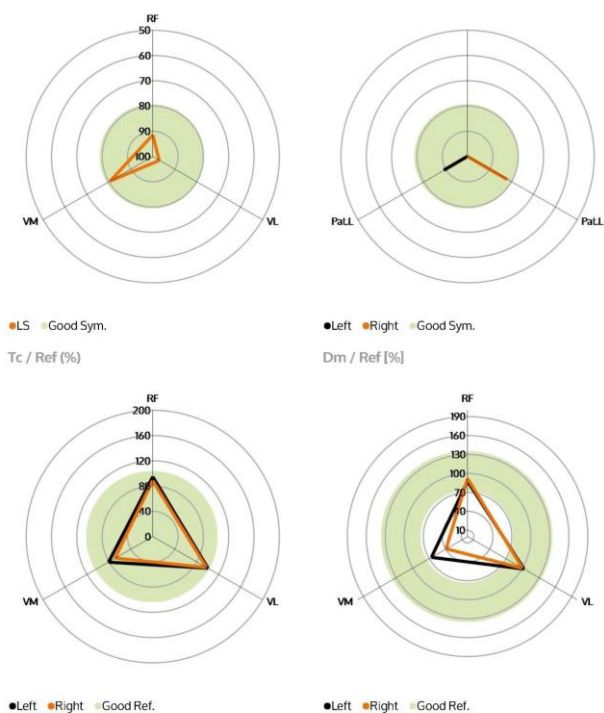 RF
50
60
70
80
90
100
VM
VL
Pat.L
Pat.L
LS Good Sym.
Left Right Good Sym.
Tc / Ref (%)
Dm / Ref [%]
RF
200
160
120
80
40
0
VM
VL
RF
190
160
130
100
70
40
10
VM
VL
Left Right Good Ref.
Left Right Good Ref.